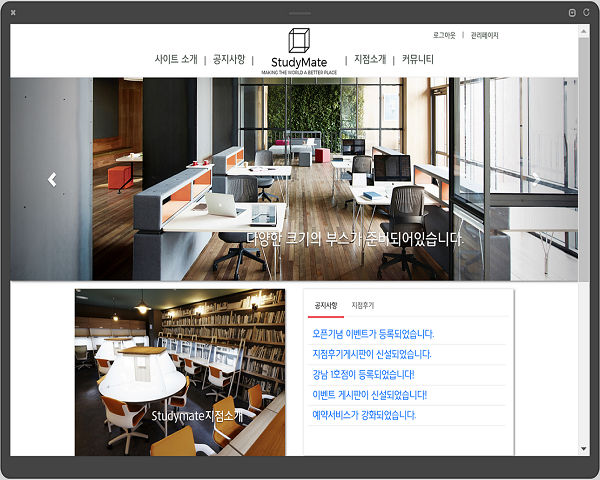 로그아웃 | 관리페이지
사이트 소개 | 공지사항 | StudyMate | 지점소개 | 커뮤니티
MAKING THE WORLD A BETTER PLACE
다양한 크기의 부스가 준비되어있습니다.
Studymate지점소개
공지사항 지점후기
오픈기념 이벤트가 등록되었습니다.
지점후기게시판이 신설되었습니다.
강남 1호점이 등록되었습니다!
이벤트 게시판이 신설되었습니다!
예약서비스가 강화되었습니다.